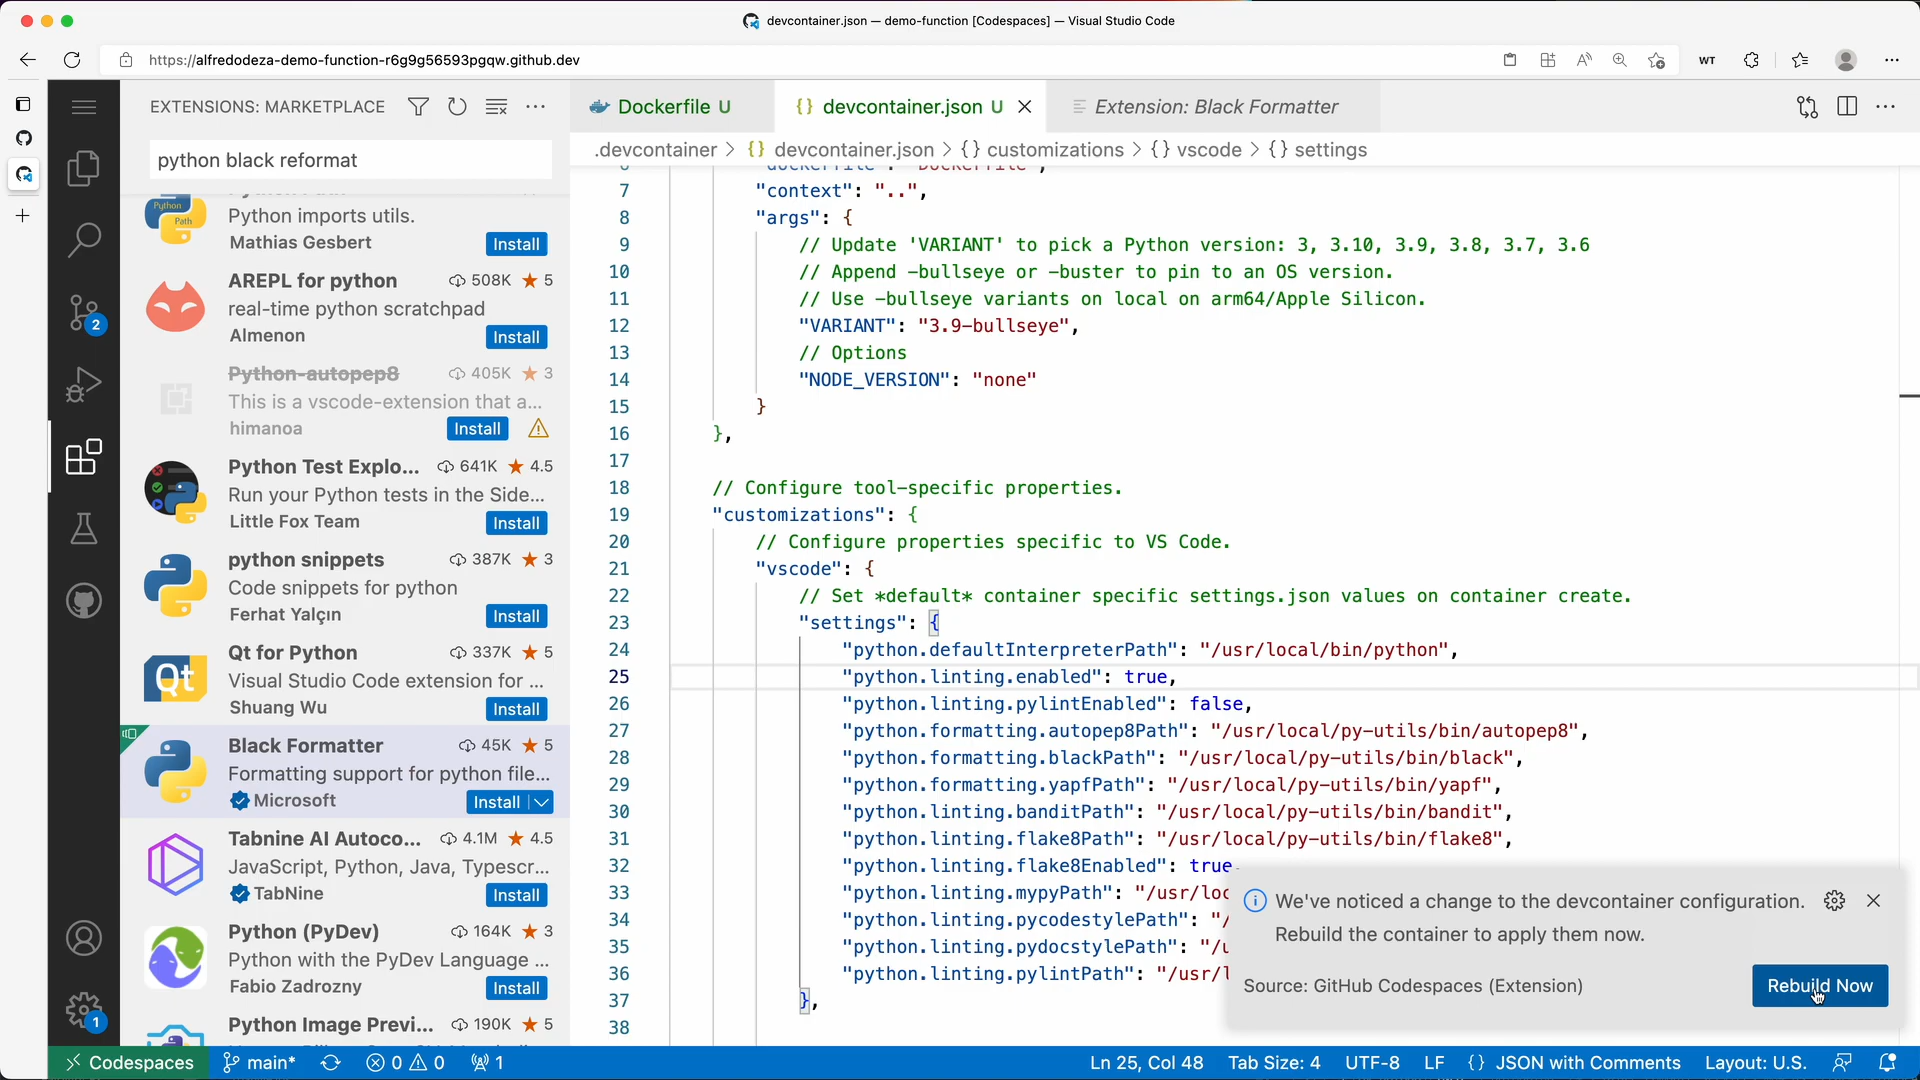 devcontainer.json — demo-function [Codespaces] — Visual Studio Code
https://alfredodeza-demo-function-r6g9g56593pgqw.github.dev
WT
EXTENSIONS: MARKETPLACE
python black reformat
Python imports utils.
Mathias Gesbert
Install
AREPL for python 508K 5
real-time python scratchpad
Almenon
Install
Python-autopep8 405K 3
This is a vscode-extension that a...
himanoa
Install
Python Test Explo... 641K 4.5
Run your Python tests in the Side...
Little Fox Team
Install
python snippets 387K 3
Code snippets for python
Ferhat Yalçın
Install
Qt for Python 337K 5
Visual Studio Code extension for ...
Shuang Wu
Install
Black Formatter 45K 5
Formatting support for python file...
Microsoft
Install
Tabnine AI Autoco... 4.1M 4.5
JavaScript, Python, Java, Typescr...
TabNine
Install
Python (PyDev) 164K 3
Python with the PyDev Language ...
Fabio Zadrozny
Install
Python Image Previ... 190K 5
Python
Path
Qt
2
1
Dockerfile U
{} devcontainer.json U
Extension: Black Formatter
.devcontainer > {} devcontainer.json > {} customizations > {} vscode > {} settings
7 "context": "..",
8 "args": {
9 // Update 'VARIANT' to pick a Python version: 3, 3.10, 3.9, 3.8, 3.7, 3.6
10 // Append -bullseye or -buster to pin to an OS version.
11 // Use -bullseye variants on local on arm64/Apple Silicon.
12 "VARIANT": "3.9-bullseye",
13 // Options
14 "NODE_VERSION": "none"
15 }
16 },
17
18 // Configure tool-specific properties.
19 "customizations": {
20 // Configure properties specific to VS Code.
21 "vscode": {
22 // Set *default* container specific settings.json values on container create.
23 "settings": {
24 "python.defaultInterpreterPath": "/usr/local/bin/python",
25 "python.linting.enabled": true,
26 "python.linting.pylintEnabled": false,
27 "python.formatting.autopep8Path": "/usr/local/py-utils/bin/autopep8",
28 "python.formatting.blackPath": "/usr/local/py-utils/bin/black",
29 "python.formatting.yapfPath": "/usr/local/py-utils/bin/yapf",
30 "python.linting.banditPath": "/usr/local/py-utils/bin/bandit",
31 "python.linting.flake8Path": "/usr/local/py-utils/bin/flake8",
32 "python.linting.flake8Enabled": true
33 "python.linting.mypyPath": "/usr/loc
34 "python.linting.pycodestylePath": "/
35 "python.linting.pydocstylePath": "/u
36 "python.linting.pylintPath": "/usr/l
37 },
38
We've noticed a change to the devcontainer configuration.
Rebuild the container to apply them now.
Source: GitHub Codespaces (Extension)
Rebuild Now
Codespaces main* 0 0 1 Ln 25, Col 48 Tab Size: 4 UTF-8 LF {} JSON with Comments Layout: U.S.